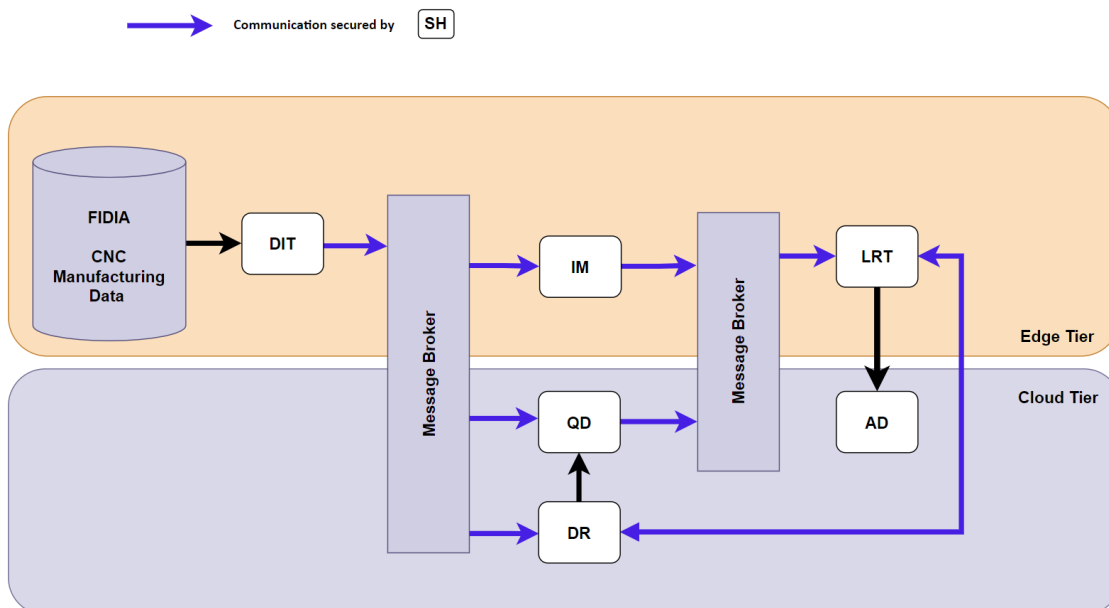 Communication secured by
SH
FIDIA
CNC
Manufacturing
Data
DIT
Message Broker
IM
Message Broker
LRT
Edge Tier
Cloud Tier
QD
AD
DR